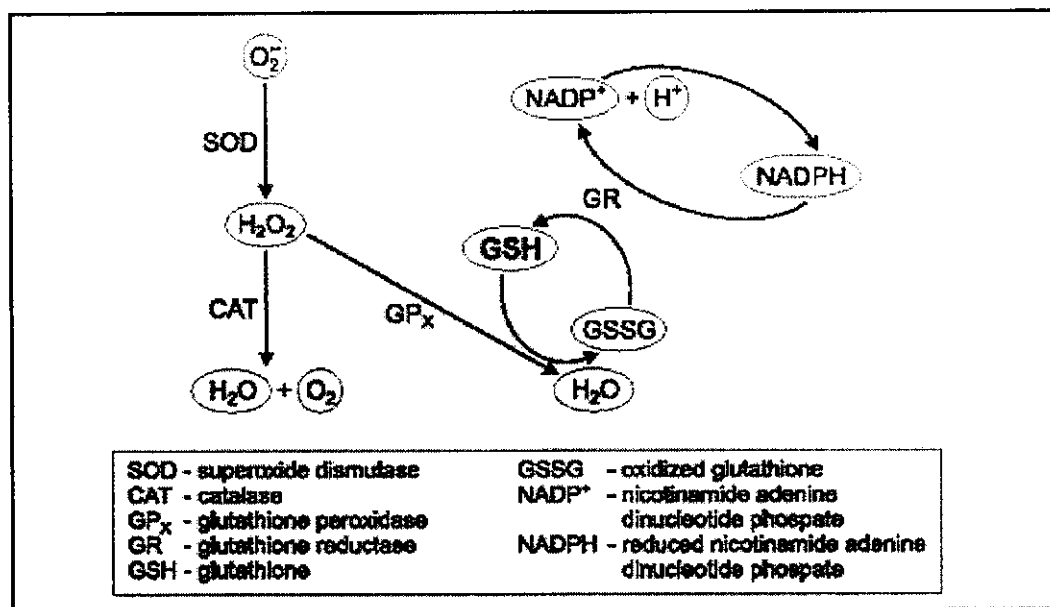 O₂⁻
NADP⁺ + H⁺
SOD
NADPH
GR
H₂O₂
GSH
CAT
GPₓ
GSSG
H₂O + O₂
H₂O
SOD - superoxide dismutase
CAT - catalase
GPₓ - glutathione peroxidase
GR - glutathione reductase
GSH - glutathione
GSSG - oxidized glutathione
NADP⁺ - nicotinamide adenine
dinucleotide phospate
NADPH - reduced nicotinamide adenine
dinucleotide phospate